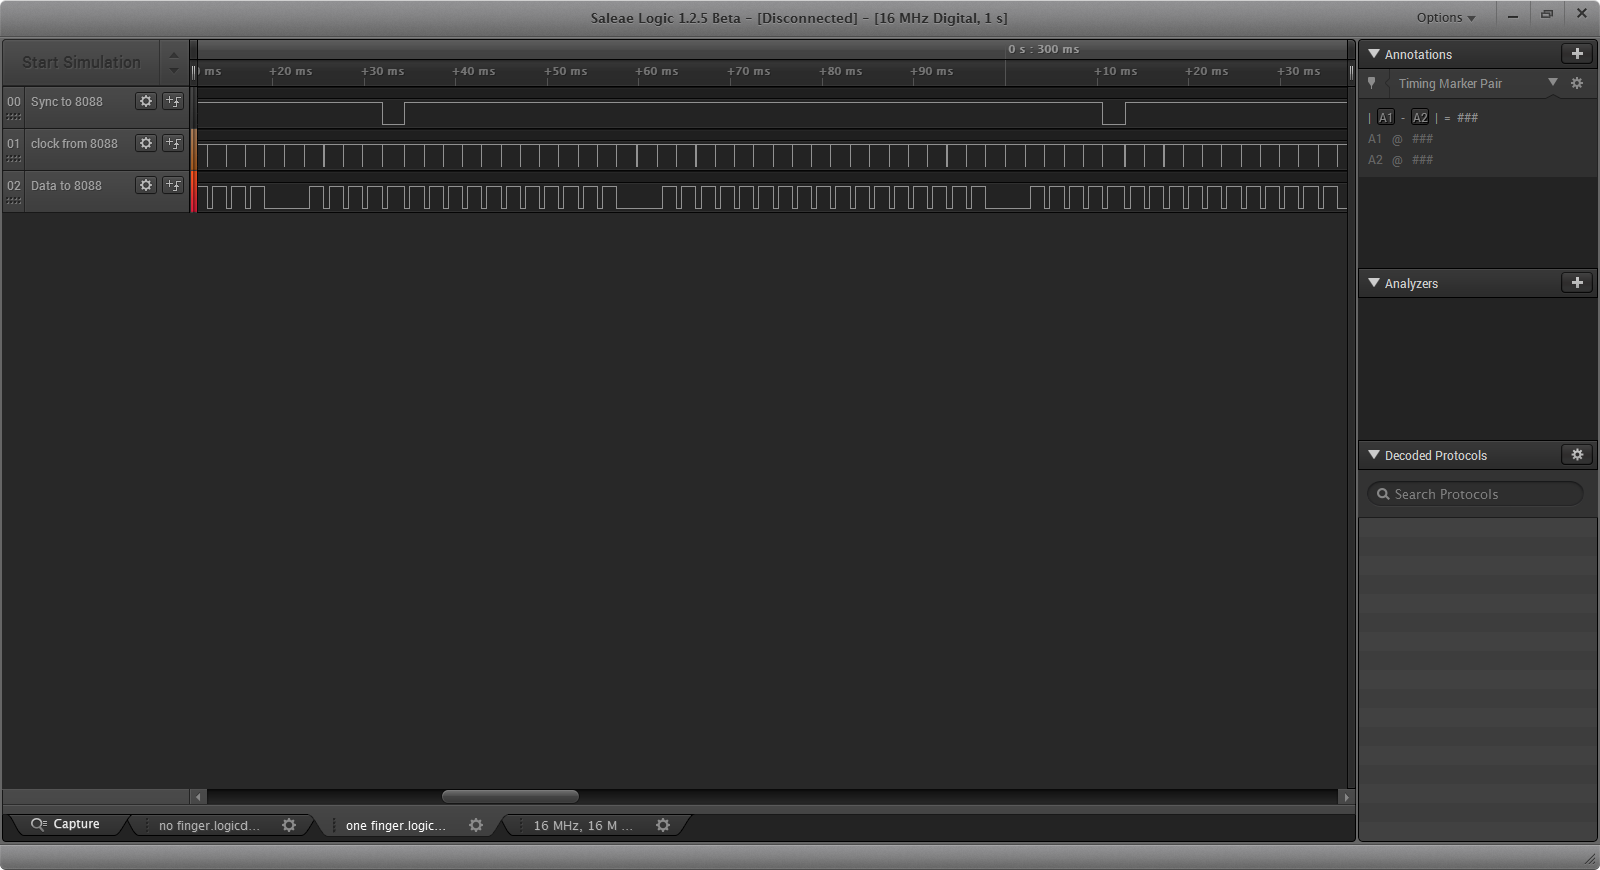 Saleae Logic 1.2.5 Beta - [Disconnected] - [16 MHz Digital, 1 s]
Options
Start Simulation
0 s : 300 ms
ms +20 ms +30 ms +40 ms +50 ms +60 ms +70 ms +80 ms +90 ms +10 ms +20 ms +30 ms
00 Sync to 8088
01 clock from 8088
02 Data to 8088
Annotations
Timing Marker Pair
| A1 - A2 | = ###
A1 @ ###
A2 @ ###
Analyzers
Decoded Protocols
Search Protocols
Capture
no finger.logicd...
one finger.logic...
16 MHz, 16 M ...